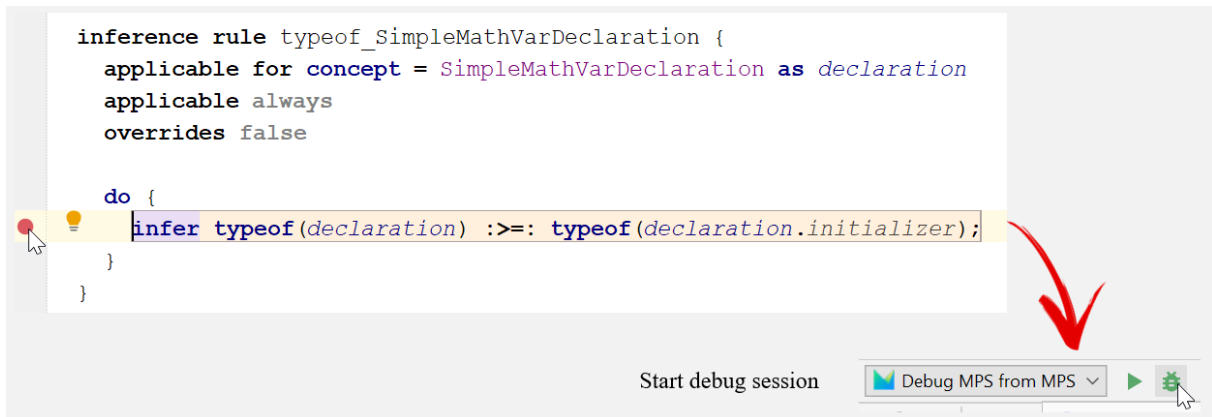 inference rule typeof_SimpleMathVarDeclaration {
applicable for concept = SimpleMathVarDeclaration as declaration
applicable always
overrides false
do {
infer typeof(declaration) :>=: typeof(declaration.initializer);
}
}
Start debug session
Debug MPS from MPS